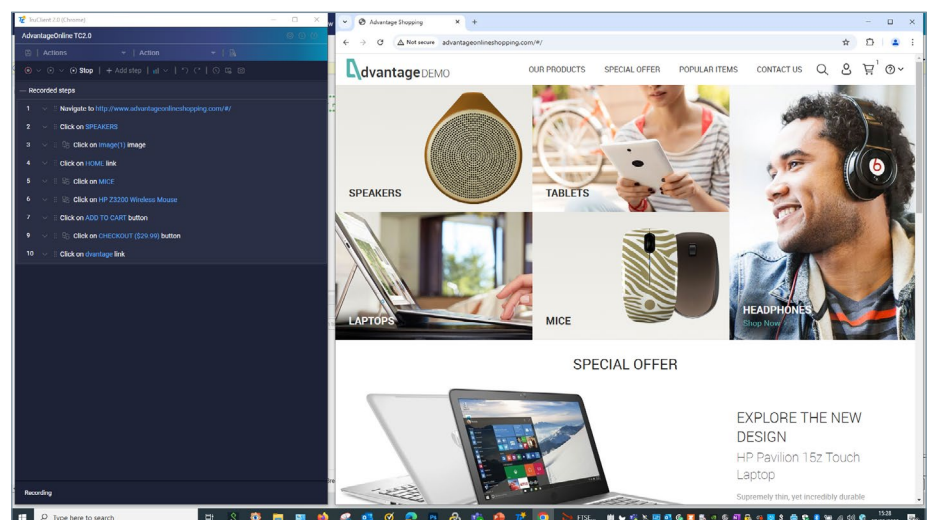 TruClient 2.0 (Chrome)
AdvantageOnline TC2.0
Actions
Action
Stop
+ Add step
Recorded steps
1 Navigate to http://www.advantageonlineshopping.com/#/
2 Click on SPEAKERS
3 Click on Image(1) image
4 Click on HOME link
5 Click on MICE
6 Click on HP Z3200 Wireless Mouse
7 Click on ADD TO CART button
9 Click on CHECKOUT ($29.99) button
10 Click on dvantage link
Recording
Advantage Shopping
Not secure advantageonlineshopping.com/#/
dvantage DEMO
OUR PRODUCTS SPECIAL OFFER POPULAR ITEMS CONTACT US 1
SPEAKERS
TABLETS
LAPTOPS
MICE
HEADPHONES
Shop Now
SPECIAL OFFER
EXPLORE THE NEW
DESIGN
HP Pavilion 15z Touch
Laptop
Supremely thin, yet incredibly durable
Type here to search
FTSE...
15:28